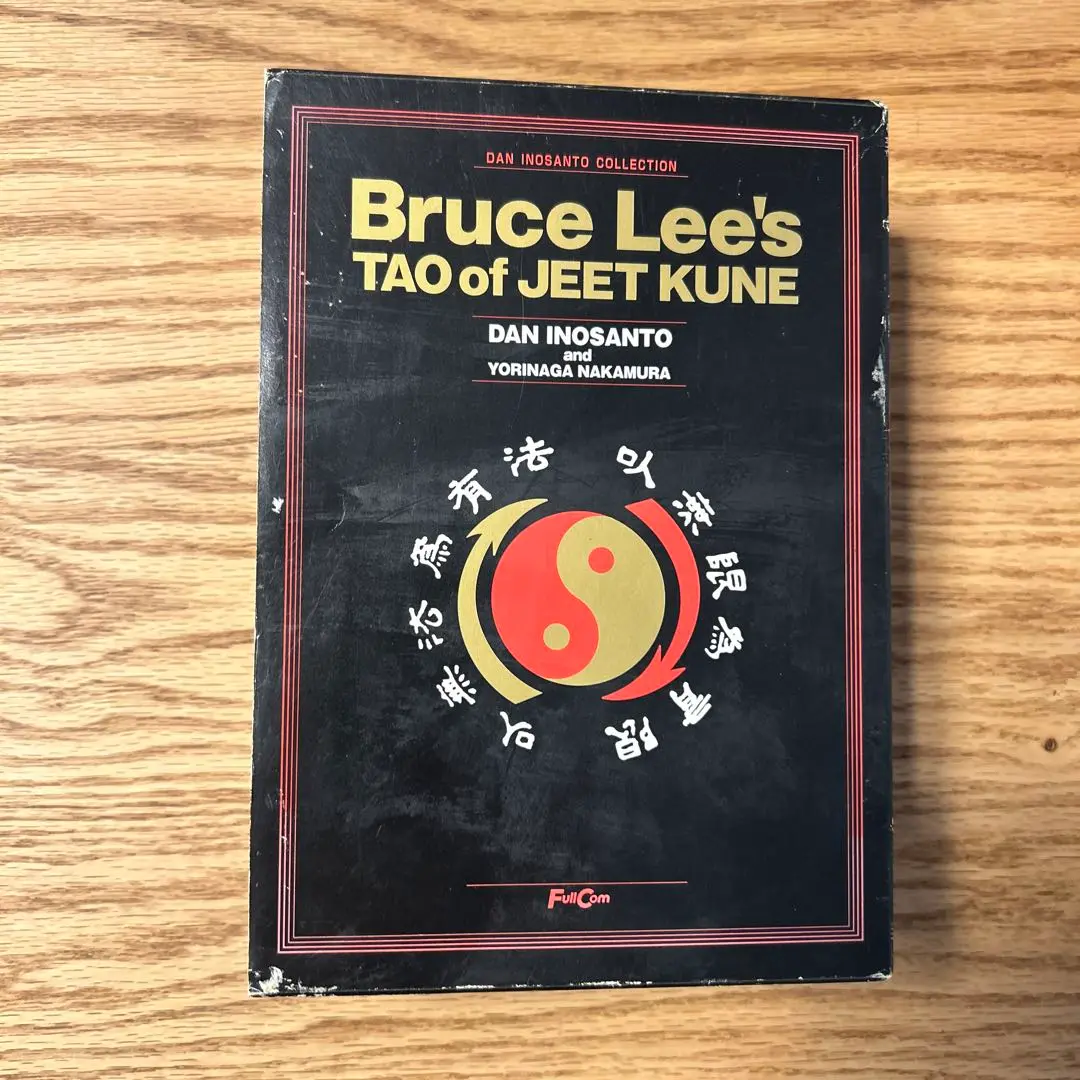 DAN INOSANTO COLLECTION
Bruce Lee's
TAO of JEET KUNE
DAN INOSANTO
and
YORINAGA NAKAMURA
以無法為有法
以無限為有限
FullCom